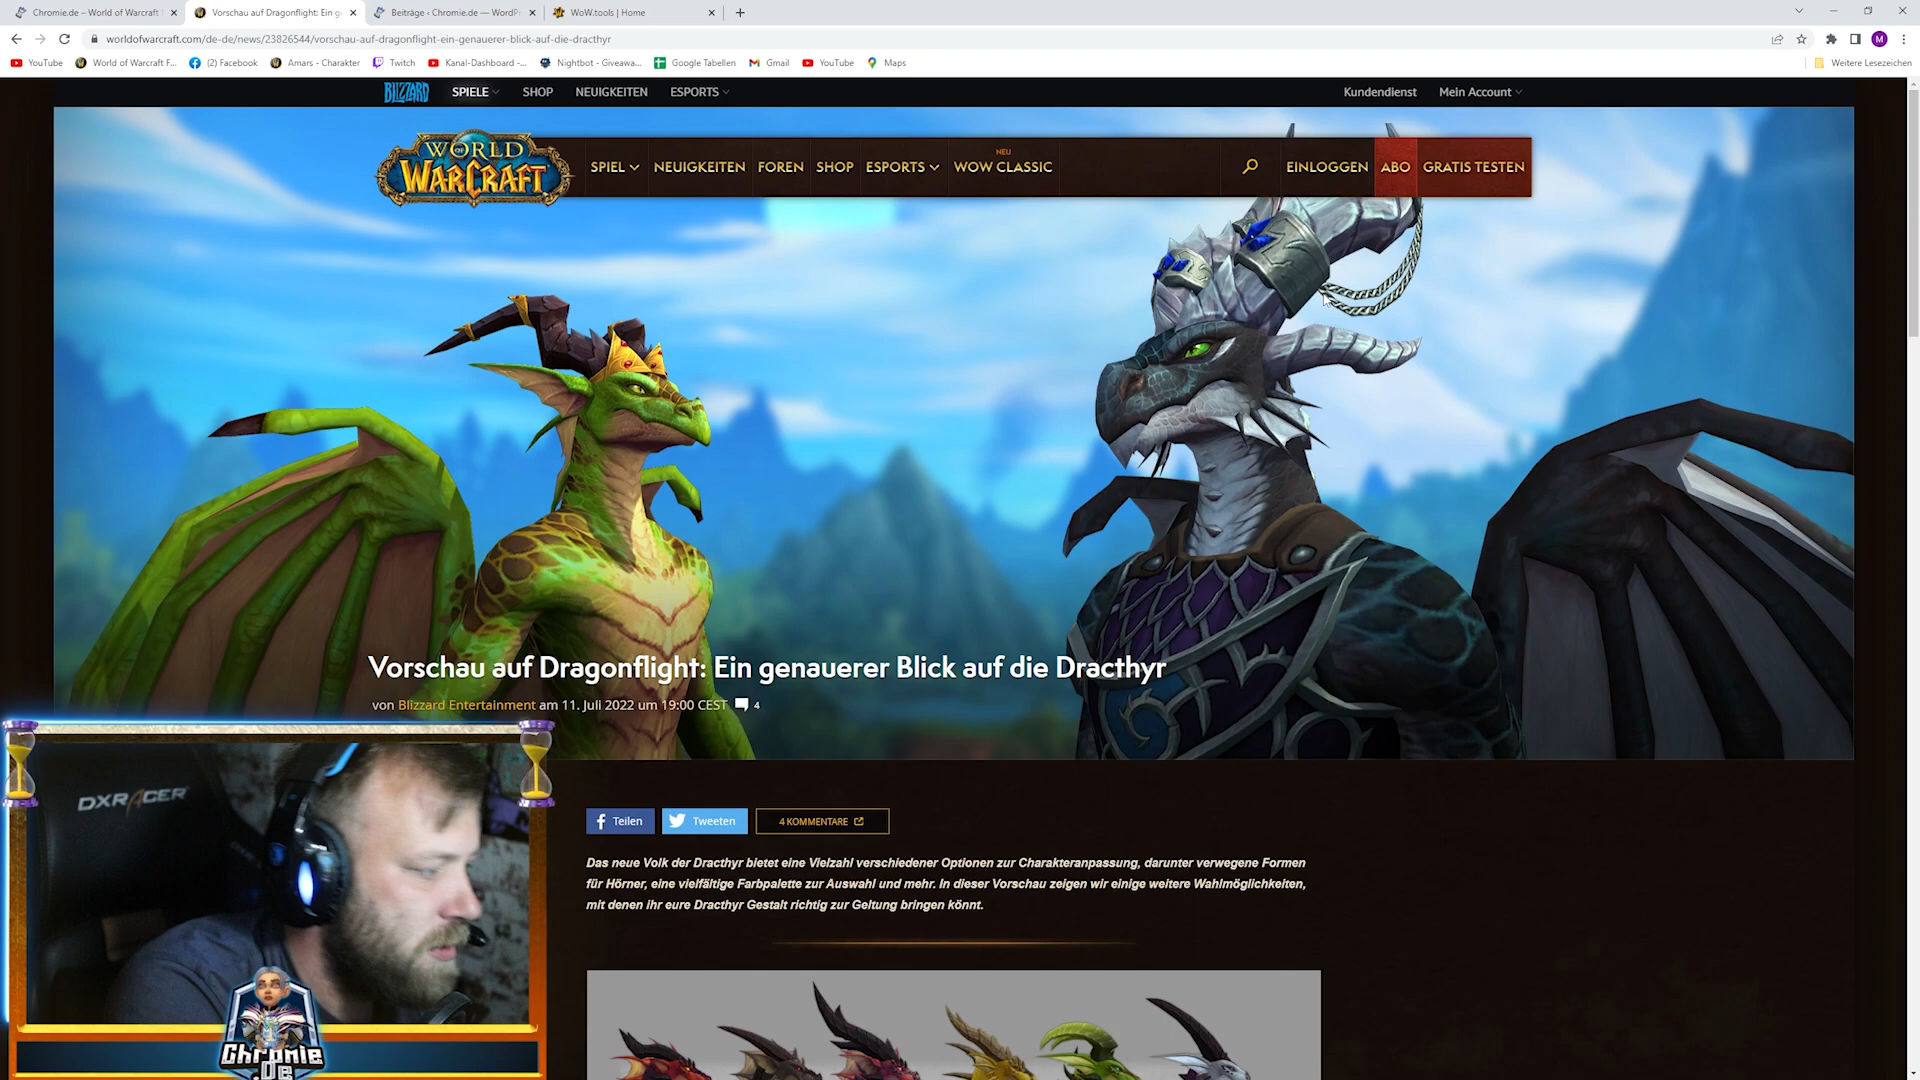 Chromie.de – World of Warcraft
Vorschau auf Dragonflight: Ein g
Beiträge ‹ Chromie.de — WordPr
WoW.tools | Home
worldofwarcraft.com/de-de/news/23826544/vorschau-auf-dragonflight-ein-genauerer-blick-auf-die-dracthyr
M
YouTube
World of Warcraft F...
(2) Facebook
Amars - Charakter
Twitch
Kanal-Dashboard -...
Nightbot - Giveawa...
Google Tabellen
Gmail
YouTube
Maps
Weitere Lesezeichen
BLIZZARD
SPIELE
SHOP
NEUIGKEITEN
ESPORTS
Kundendienst
Mein Account
WORLD OF WARCRAFT
SPIEL
NEUIGKEITEN
FOREN
SHOP
ESPORTS
NEU
WOW CLASSIC
EINLOGGEN
ABO
GRATIS TESTEN
Vorschau auf Dragonflight: Ein genauerer Blick auf die Dracthyr
von Blizzard Entertainment am 11. Juli 2022 um 19:00 CEST 4
Teilen
Tweeten
4 KOMMENTARE
Das neue Volk der Dracthyr bietet eine Vielzahl verschiedener Optionen zur Charakteranpassung, darunter verwegene Formen
für Hörner, eine vielfältige Farbpalette zur Auswahl und mehr. In dieser Vorschau zeigen wir einige weitere Wahlmöglichkeiten,
mit denen ihr eure Dracthyr Gestalt richtig zur Geltung bringen könnt.
DXRACER
Chromie
.De